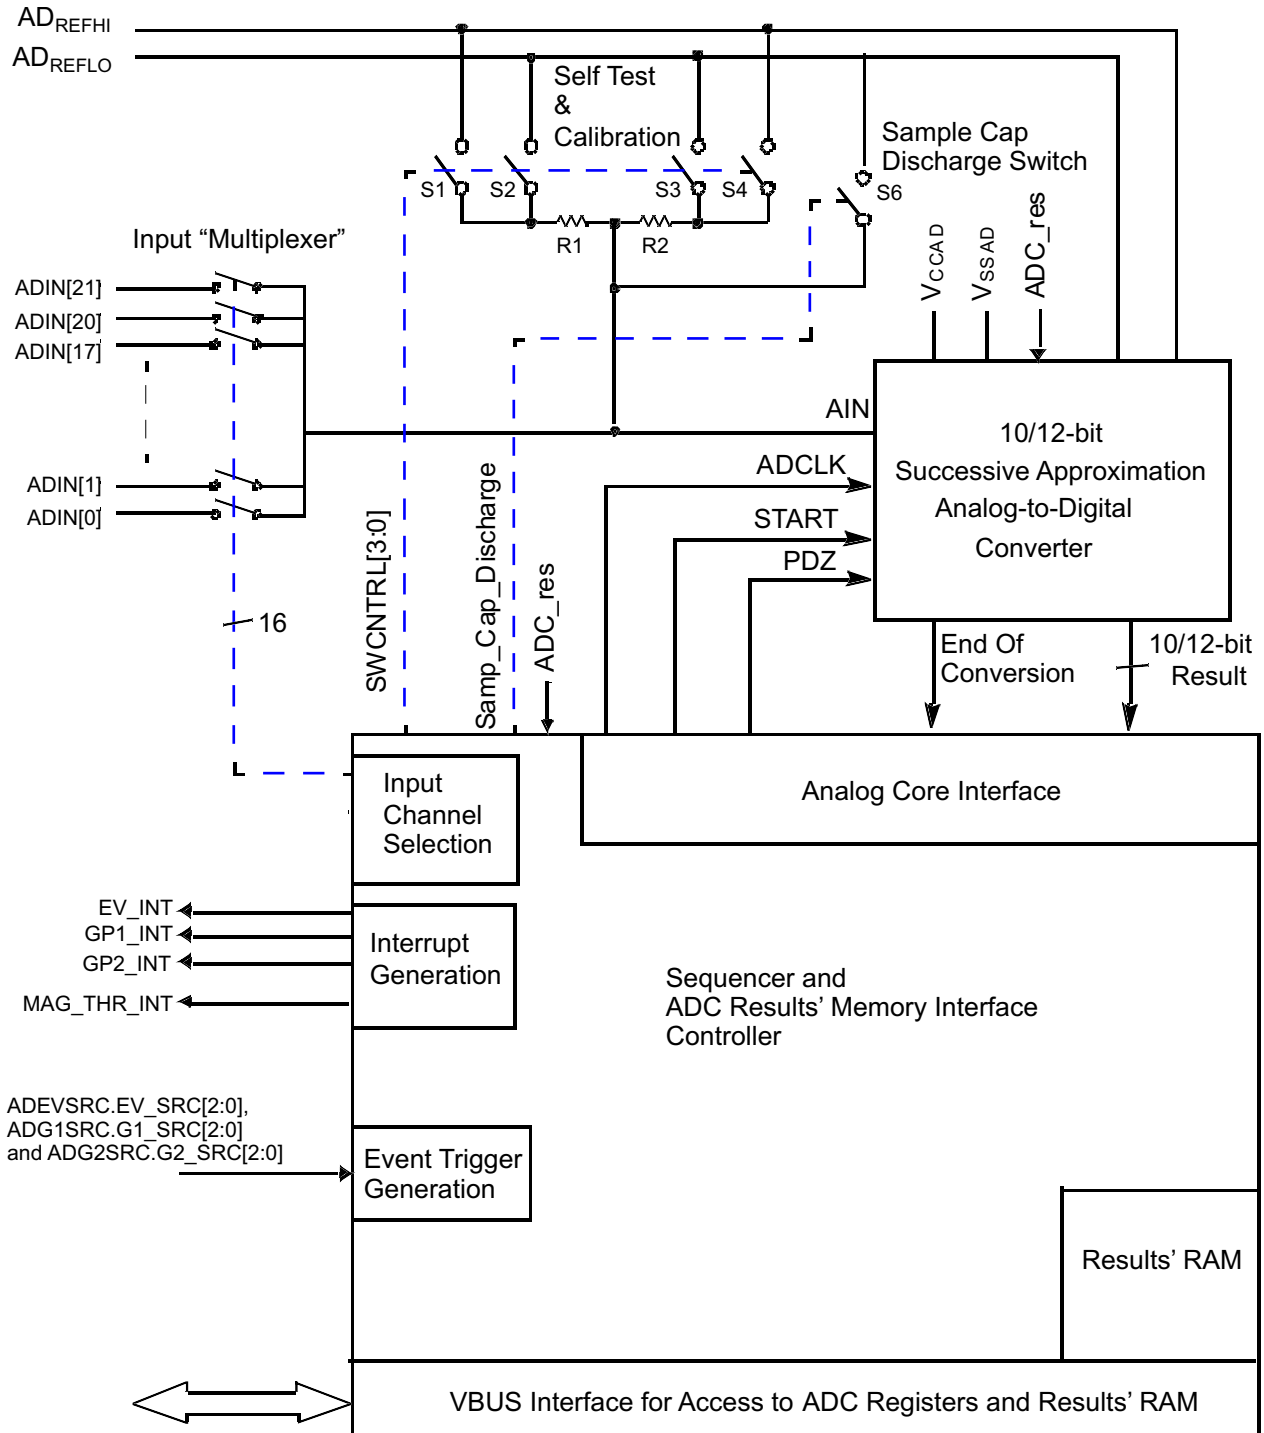 ADREFHI
ADREFLO
Self Test
&
Calibration
Sample Cap
Discharge Switch
S1
S2
S3
S4
S6
R1
R2
VCCAD
VSSAD
ADC_res
Input “Multiplexer”
ADIN[21]
ADIN[20]
ADIN[17]
ADIN[1]
ADIN[0]
16
SWCNTRL[3:0]
Samp_Cap_Discharge
ADC_res
AIN
ADCLK
START
PDZ
10/12-bit
Successive Approximation
Analog-to-Digital
Converter
End Of
Conversion
10/12-bit
Result
Input
Channel
Selection
Analog Core Interface
EV_INT
GP1_INT
GP2_INT
MAG_THR_INT
Interrupt
Generation
Sequencer and
ADC Results’ Memory Interface
Controller
ADEVSRC.EV_SRC[2:0],
ADG1SRC.G1_SRC[2:0]
and ADG2SRC.G2_SRC[2:0]
Event Trigger
Generation
Results’ RAM
VBUS Interface for Access to ADC Registers and Results’ RAM